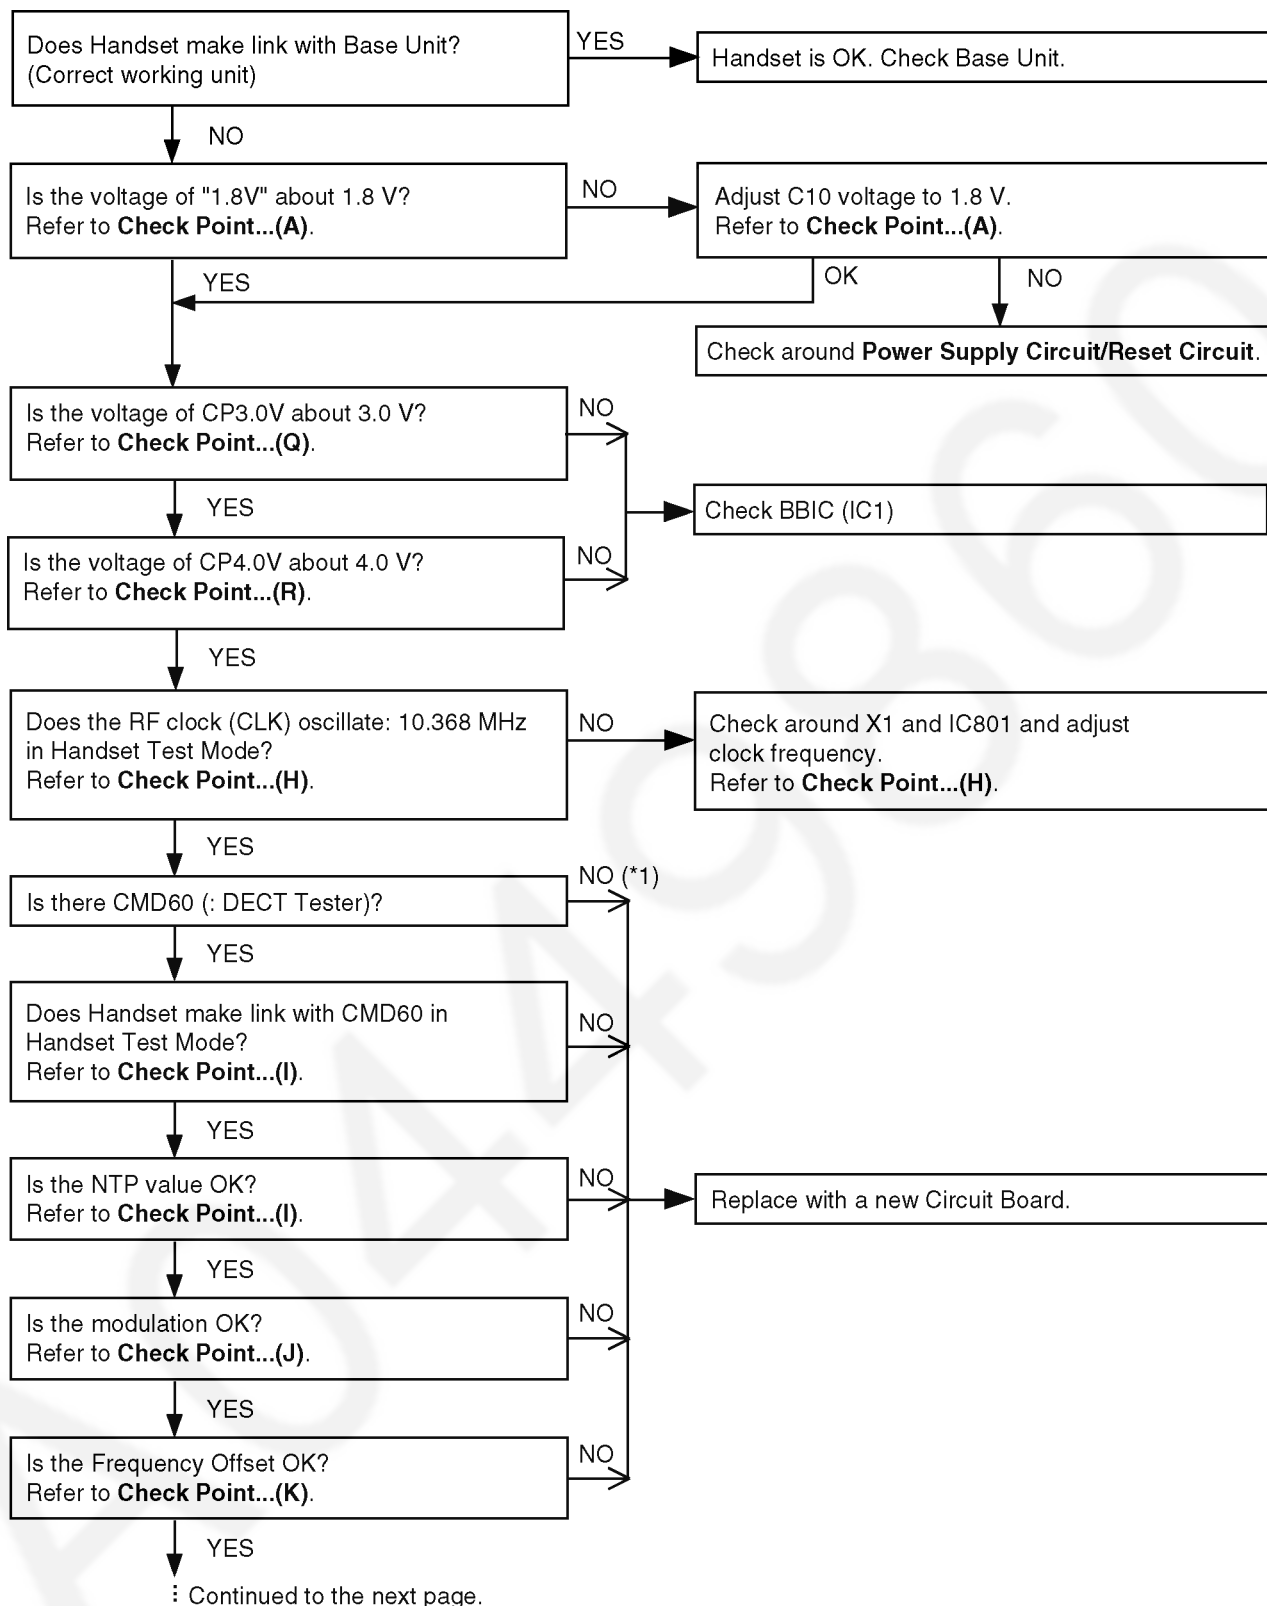 Does Handset make link with Base Unit?
(Correct working unit)
YES
Handset is OK. Check Base Unit.
NO
Is the voltage of "1.8V" about 1.8 V?
Refer to Check Point...(A).
NO
Adjust C10 voltage to 1.8 V.
Refer to Check Point...(A).
YES
OK
NO
Check around Power Supply Circuit/Reset Circuit.
Is the voltage of CP3.0V about 3.0 V?
Refer to Check Point...(Q).
NO
YES
Check BBIC (IC1)
Is the voltage of CP4.0V about 4.0 V?
Refer to Check Point...(R).
NO
YES
Does the RF clock (CLK) oscillate: 10.368 MHz
in Handset Test Mode?
Refer to Check Point...(H).
NO
Check around X1 and IC801 and adjust
clock frequency.
Refer to Check Point...(H).
YES
Is there CMD60 (: DECT Tester)?
NO (*1)
YES
Does Handset make link with CMD60 in
Handset Test Mode?
Refer to Check Point...(I).
NO
YES
Is the NTP value OK?
Refer to Check Point...(I).
NO
Replace with a new Circuit Board.
YES
Is the modulation OK?
Refer to Check Point...(J).
NO
YES
Is the Frequency Offset OK?
Refer to Check Point...(K).
NO
YES
Continued to the next page.